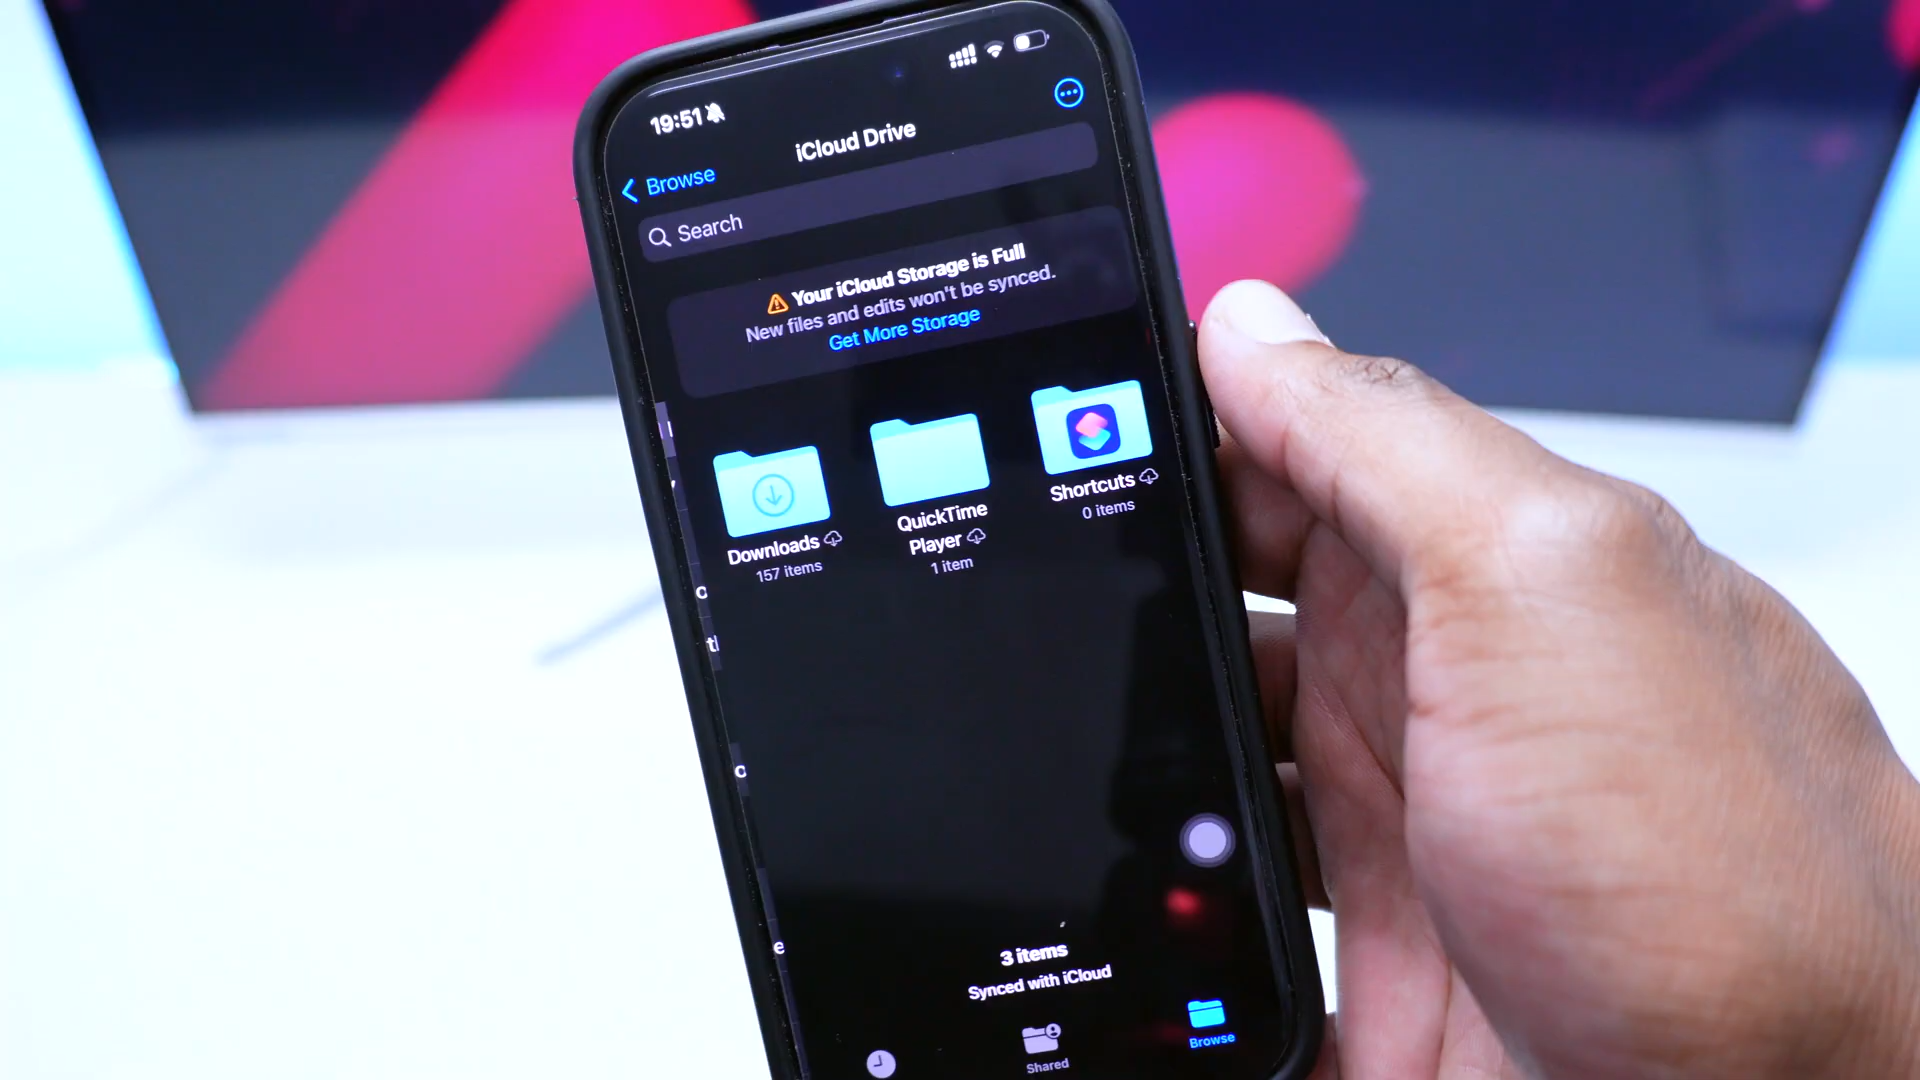 19:51
iCloud Drive
Browse
Search
Your iCloud Storage is Full
New files and edits won't be synced.
Get More Storage
Downloads
157 items
QuickTime
Player
1 item
Shortcuts
0 items
3 items
Synced with iCloud
Shared
Browse